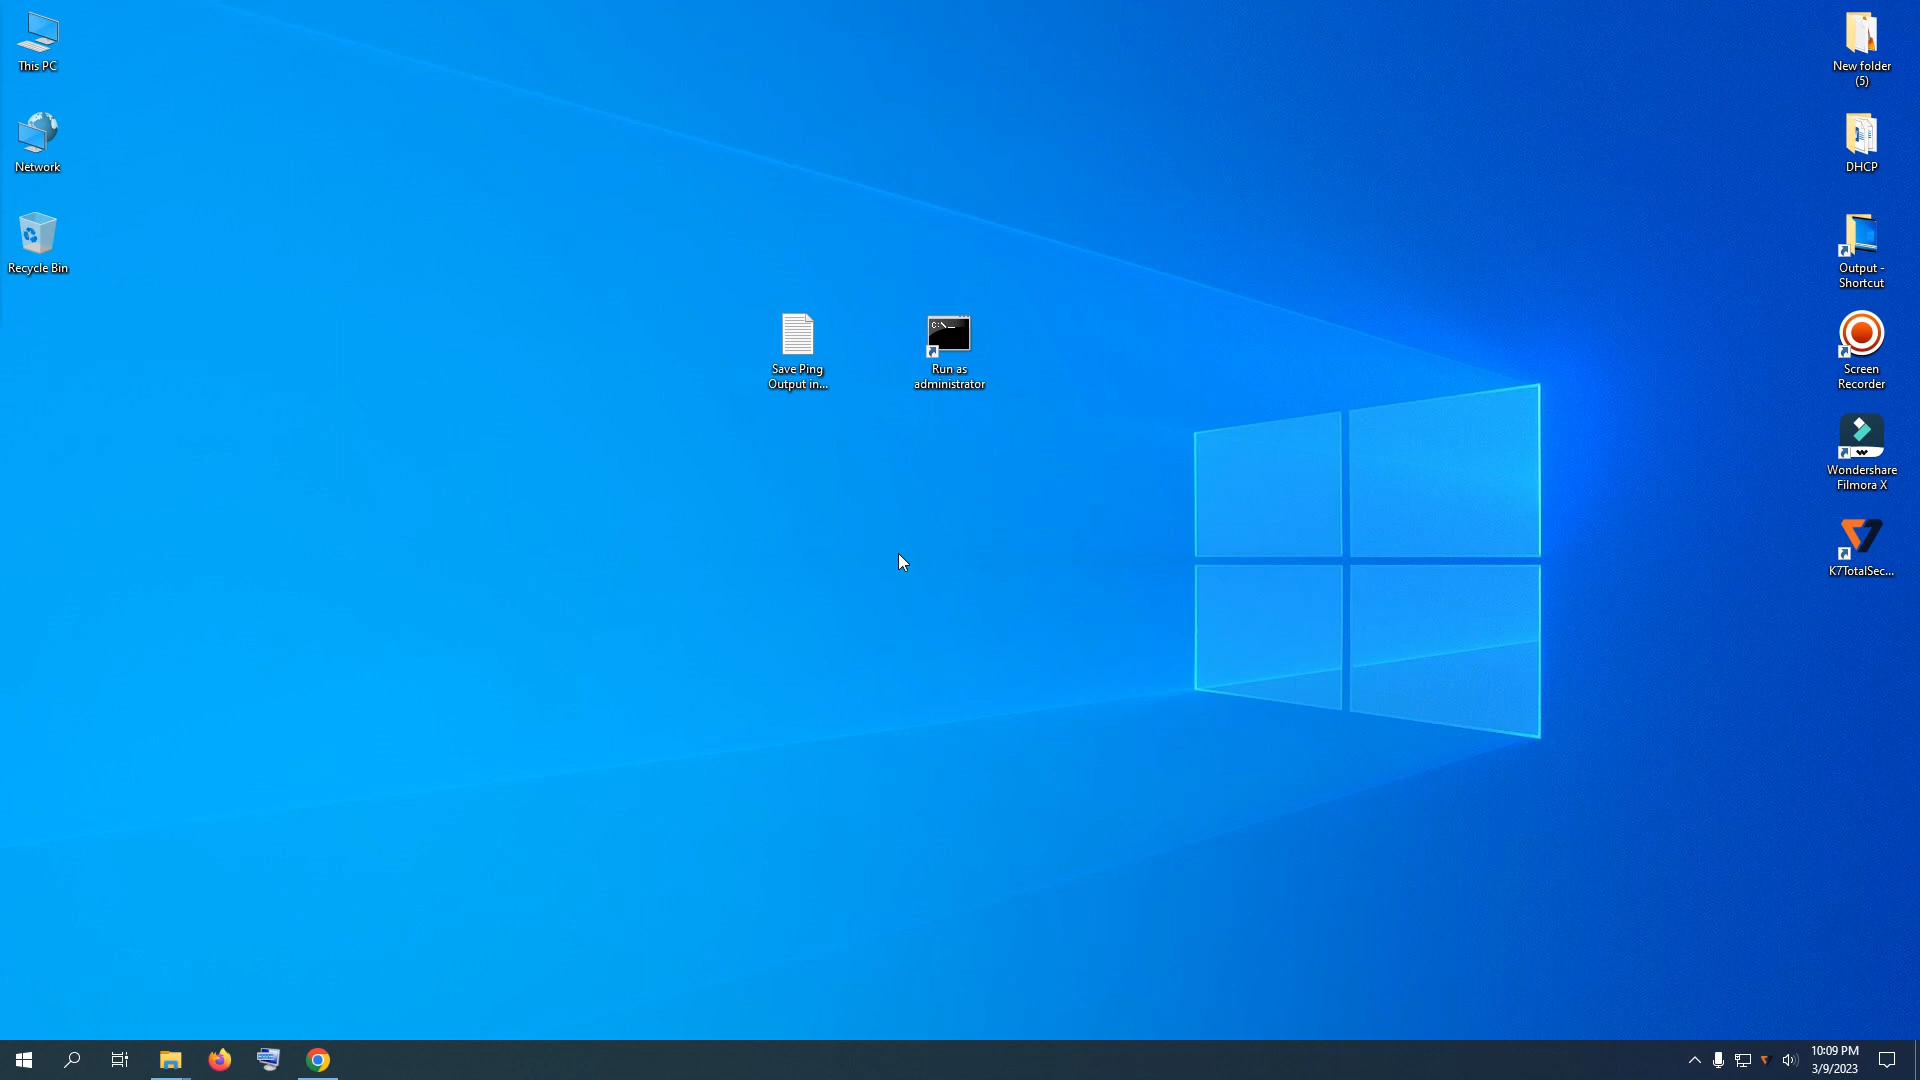 This PC
Network
Recycle Bin
Save Ping
Output in...
C:\_
Run as
administrator
New folder
(5)
DHCP
Output -
Shortcut
Screen
Recorder
Wondershare
Filmora X
K7TotalSec...
10:09 PM
3/9/2023